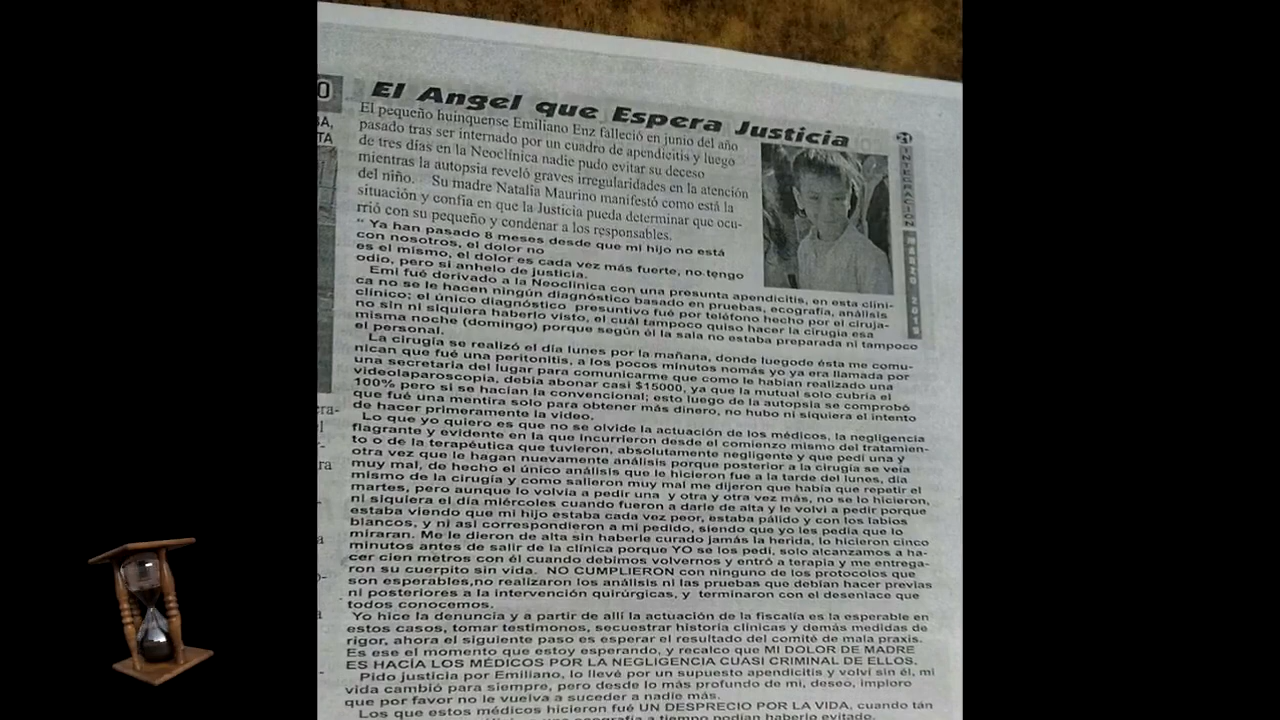 O
BA,
TA
El Angel que Espera Justicia
El pequeño huinquense Emiliano Enz falleció en junio del año
pasado tras ser internado por un cuadro de apendicitis y luego
de tres días en la Neoclínica nadie pudo evitar su deceso
mientras la autopsia reveló graves irregularidades en la atención
del niño. Su madre Natalia Maurino manifestó como está la
situación y confia en que la Justicia pueda determinar que ocu-
rrió con su pequeño y condenar a los responsables.
“ Ya han pasado 8 meses desde que mi hijo no está
con nosotros, el dolor no
es el mismo, el dolor es cada vez más fuerte, no tengo
odio, pero si anhelo de justicia.
Emi fué derivado a la Neoclínica con una presunta apendicitis, en esta clíni-
ca no se le hacen ningún diagnóstico basado en pruebas, ecografía, análisis
clínico; el único diagnóstico presuntivo fué por teléfono hecho por el ciruja-
no sin ni siquiera haberlo visto, el cuál tampoco quiso hacer la cirugía esa
misma noche (domingo) porque según él la sala no estaba preparada ni tampoco
el personal.
La cirugía se realizó el día lunes por la mañana, donde luegode ésta me comu-
nican que fué una peritonitis, a los pocos minutos nomás yo ya era llamada por
una secretaria del lugar para comunicarme que como le habían realizado una
videolaparoscopía, debia abonar casi $15000, ya que la mutual solo cubría el
100% pero si se hacían la convencional; esto luego de la autopsia se comprobó
que fué una mentira solo para obtener más dinero, no hubo ni siquiera el intento
de hacer primeramente la video.
Lo que yo quiero es que no se olvide la actuación de los médicos, la negligencia
flagrante y evidente en la que incurrieron desde el comienzo mismo del tratamien-
to o de la terapéutica que tuvieron, absolutamente negligente y que pedí una y
otra vez que le hagan nuevamente análisis porque posterior a la cirugía se veía
muy mal, de hecho el único análisis que le hicieron fue a la tarde del lunes, día
mismo de la cirugía y como salieron muy mal me dijeron que había que repetir el
martes, pero aunque lo volvía a pedir una y otra y otra vez más, no se lo hicieron,
ni siquiera el día miércoles cuando fueron a darle de alta y le volvi a pedir porque
estaba viendo que mi hijo estaba cada vez peor, estaba pálido y con los labios
blancos, y ni así correspondieron a mi pedido, siendo que yo les pedia que lo
miraran. Me le dieron de alta sin haberle curado jamás la herida, lo hicieron cinco
minutos antes de salir de la clínica porque YO se los pedi, solo alcanzamos a ha-
cer cien metros con él cuando debimos volvernos y entró a terapia y me entrega-
ron su cuerpito sin vida. NO CUMPLIERON con ninguno de los protocolos que
son esperables,no realizaron los análisis ni las pruebas que debían hacer previas
ni posteriores a la intervención quirúrgicas, y terminaron con el desenlace que
todos conocemos.
Yo hice la denuncia y a partir de allí la actuación de la fiscalía es la esperable en
estos casos, tomar testimonos, secuestrar historia clínicas y demás medidas de
rigor, ahora el siguiente paso es esperar el resultado del comité de mala praxis.
Es ese el momento que estoy esperando, y recalco que MI DOLOR DE MADRE
ES HACÍA LOS MÉDICOS POR LA NEGLIGENCIA CUASI CRIMINAL DE ELLOS.
Pido justicia por Emiliano, lo llevé por un supuesto apendicitis y volví sin él, mi
vida cambió para siempre, pero desde lo más profundo de mi, deseo, imploro
que por favor no le vuelva a suceder a nadie más.
Los que estos médicos hicieron fué UN DESPRECIO POR LA VIDA, cuando tán
una ecografía a tiempo podían haberlo evitado.
21
INTEGRACIÓN
MARZO 2019